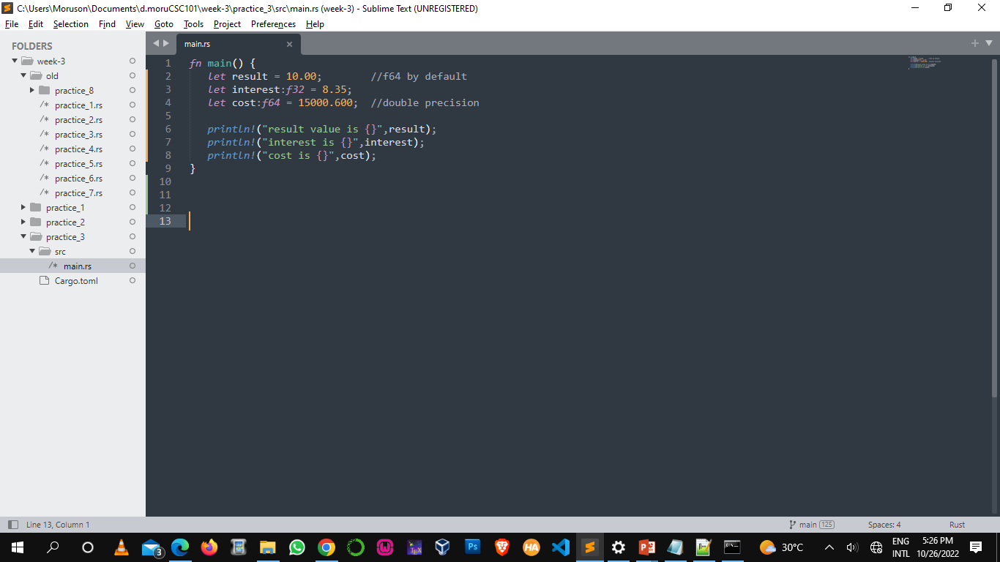 C:\Users\Moruson\Documents\d.moruCSC101\week-3\practice_3\src\main.rs (week-3) - Sublime Text (UNREGISTERED)
File Edit Selection Find View Goto Tools Project Preferences Help
FOLDERS
week-3
old
practice_8
practice_1.rs
practice_2.rs
practice_3.rs
practice_4.rs
practice_5.rs
practice_6.rs
practice_7.rs
practice_1
practice_2
practice_3
src
/* main.rs
Cargo.toml
main.rs
1 fn main() {
2 let result = 10.00; //f64 by default
3 let interest:f32 = 8.35;
4 let cost:f64 = 15000.600; //double precision
5
6 println!("result value is {}",result);
7 println!("interest is {}",interest);
8 println!("cost is {}",cost);
9 }
10
11
12
13
Line 13, Column 1
main 125
Spaces: 4
Rust
3
Ps
HA
30°C
ENG
INTL
5:26 PM
10/26/2022